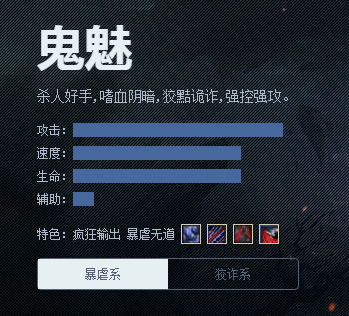 鬼魅
杀人好手,嗜血阴暗,狡黠诡诈,强控强攻。
攻击:
速度:
生命:
辅助:
特色: 疯狂输出 暴虐无道
暴虐系 狡诈系